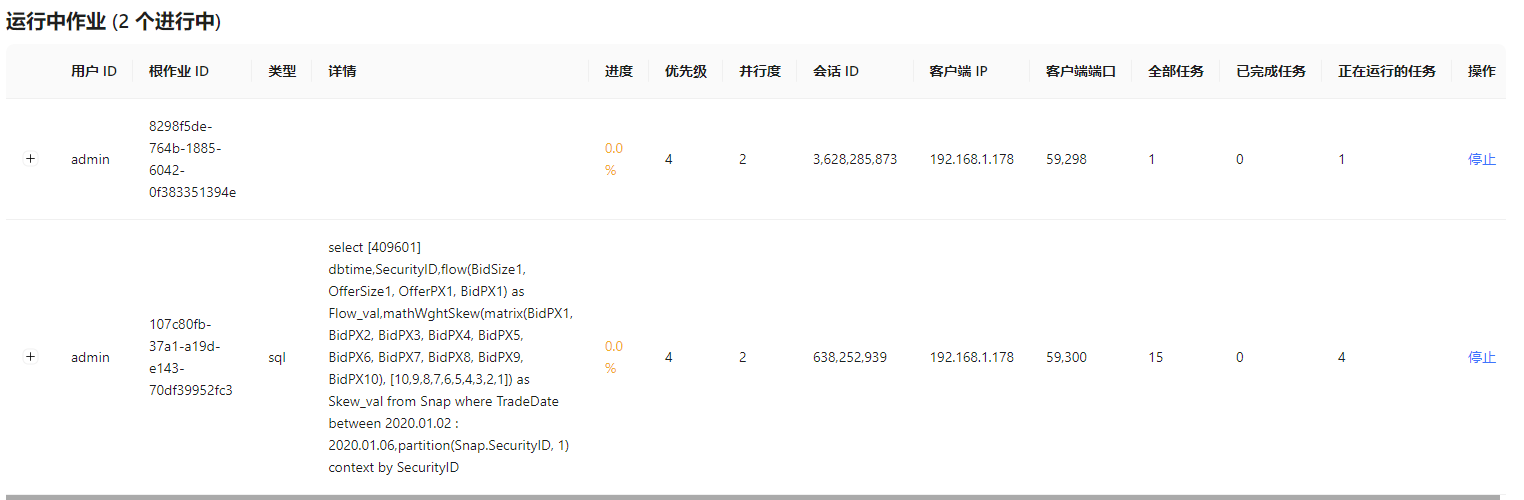 运行中作业 (2 个进行中)
用户 ID 根作业 ID 类型 详情 进度 优先级 并行度 会话 ID 客户端 IP 客户端端口 全部任务 已完成任务 正在运行的任务 操作
8298f5de-
764b-1885-
6042-
0f383351394e
admin
0.0
%
4 2 3,628,285,873 192.168.1.178 59,298 1 0 1 停止
admin
107c80fb-
37a1-a19d-
e143-
70df39952fc3
sql
select [409601]
dbtime,SecurityID,flow(BidSize1,
OfferSize1, OfferPX1, BidPX1) as
Flow_val,mathWghtSkew(matrix(BidPX1,
BidPX2, BidPX3, BidPX4, BidPX5,
BidPX6, BidPX7, BidPX8, BidPX9,
BidPX10), [10,9,8,7,6,5,4,3,2,1]) as
Skew_val from Snap where TradeDate
between 2020.01.02 :
2020.01.06,partition(Snap.SecurityID, 1)
context by SecurityID
0.0
%
4 2 638,252,939 192.168.1.178 59,300 15 0 4 停止